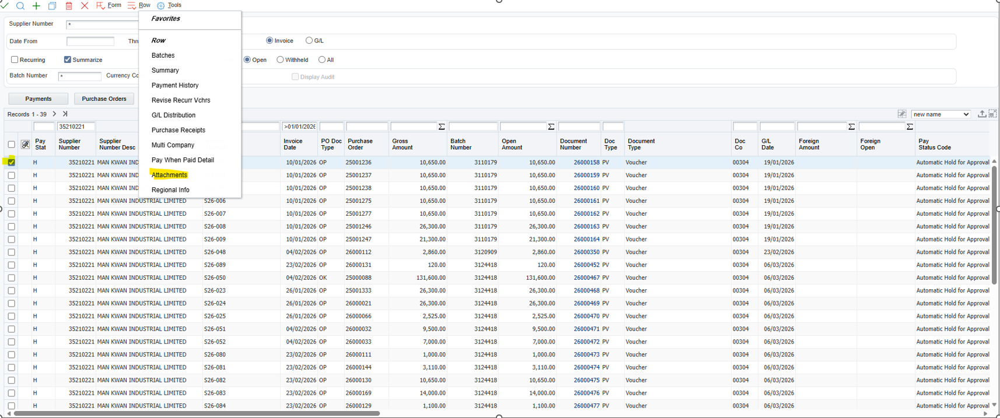 Form Row Tools
Favorites
Supplier Number *
Date From Thru
Row
Invoice G/L
Batches
Recurring Summarize Open Withheld All
Summary
Batch Number * Currency Co Display Audit
Payment History
Revise Recurr Vchrs
Payments Purchase Orders
G/L Distribution
Records 1 - 39 new name
35210221 >01/01/2026 Σ Σ Σ Σ
Purchase Receipts
Multi Company
Pay Stat Supplier Number Supplier Number Desc Invoice Date PO Doc Type Purchase Order Gross Amount Batch Number Open Amount Document Number Doc Type Document Type Doc Co G/L Date Foreign Amount Foreign Open Pay Status Code
Pay When Paid Detail
H 35210221 MAN KWAN IND 10/01/2026 OP 25001236 10,650.00 3110179 10,650.00 26000158 PV Voucher 00304 19/01/2026 Automatic Hold for Approval
Attachments
H 35210221 MAN KWAN IND 10/01/2026 OP 25001237 10,650.00 3110179 10,650.00 26000159 PV Voucher 00304 19/01/2026 Automatic Hold for Approval
Regional Info
H 35210221 MAN KWAN IND 10/01/2026 OP 25001238 10,650.00 3110179 10,650.00 26000160 PV Voucher 00304 19/01/2026 Automatic Hold for Approval
H 35210221 MAN KWAN INDUSTRIAL LIMITED S26-006 10/01/2026 OP 25001275 10,650.00 3110179 10,650.00 26000161 PV Voucher 00304 19/01/2026 Automatic Hold for Approval
H 35210221 MAN KWAN INDUSTRIAL LIMITED S26-007 10/01/2026 OP 25001277 10,650.00 3110179 10,650.00 26000162 PV Voucher 00304 19/01/2026 Automatic Hold for Approval
H 35210221 MAN KWAN INDUSTRIAL LIMITED S26-008 10/01/2026 OP 25001246 26,300.00 3110179 26,300.00 26000163 PV Voucher 00304 19/01/2026 Automatic Hold for Approval
H 35210221 MAN KWAN INDUSTRIAL LIMITED S26-009 10/01/2026 OP 25001247 21,300.00 3110179 21,300.00 26000164 PV Voucher 00304 19/01/2026 Automatic Hold for Approval
H 35210221 MAN KWAN INDUSTRIAL LIMITED S26-048 04/02/2026 OP 26000112 2,860.00 3120909 2,860.00 26000350 PV Voucher 00304 23/02/2026 Automatic Hold for Approval
H 35210221 MAN KWAN INDUSTRIAL LIMITED S26-089 23/02/2026 OP 26000131 120.00 3124418 120.00 26000452 PV Voucher 00304 06/03/2026 Automatic Hold for Approval
H 35210221 MAN KWAN INDUSTRIAL LIMITED S26-050 04/02/2026 OK 25000088 131,600.00 3124418 131,600.00 26000467 PV Voucher 00304 06/03/2026 Automatic Hold for Approval
H 35210221 MAN KWAN INDUSTRIAL LIMITED S26-023 26/01/2026 OP 25001333 26,300.00 3124418 26,300.00 26000468 PV Voucher 00304 06/03/2026 Automatic Hold for Approval
H 35210221 MAN KWAN INDUSTRIAL LIMITED S26-024 26/01/2026 OP 26000021 26,300.00 3124418 26,300.00 26000469 PV Voucher 00304 06/03/2026 Automatic Hold for Approval
H 35210221 MAN KWAN INDUSTRIAL LIMITED S26-025 26/01/2026 OP 26000066 2,525.00 3124418 2,525.00 26000470 PV Voucher 00304 06/03/2026 Automatic Hold for Approval
H 35210221 MAN KWAN INDUSTRIAL LIMITED S26-051 04/02/2026 OP 26000032 9,500.00 3124418 9,500.00 26000471 PV Voucher 00304 06/03/2026 Automatic Hold for Approval
H 35210221 MAN KWAN INDUSTRIAL LIMITED S26-052 04/02/2026 OP 26000033 7,000.00 3124418 7,000.00 26000472 PV Voucher 00304 06/03/2026 Automatic Hold for Approval
H 35210221 MAN KWAN INDUSTRIAL LIMITED S26-080 23/02/2026 OP 26000111 1,000.00 3124418 1,000.00 26000473 PV Voucher 00304 06/03/2026 Automatic Hold for Approval
H 35210221 MAN KWAN INDUSTRIAL LIMITED S26-081 23/02/2026 OP 26000144 3,110.00 3124418 3,110.00 26000474 PV Voucher 00304 06/03/2026 Automatic Hold for Approval
H 35210221 MAN KWAN INDUSTRIAL LIMITED S26-082 23/02/2026 OP 26000130 10,650.00 3124418 10,650.00 26000475 PV Voucher 00304 06/03/2026 Automatic Hold for Approval
H 35210221 MAN KWAN INDUSTRIAL LIMITED S26-083 23/02/2026 OP 26000169 14,000.00 3124418 14,000.00 26000476 PV Voucher 00304 06/03/2026 Automatic Hold for Approval
H 35210221 MAN KWAN INDUSTRIAL LIMITED S26-084 23/02/2026 OP 26000129 1,100.00 3124418 1,100.00 26000477 PV Voucher 00304 06/03/2026 Automatic Hold for Approval